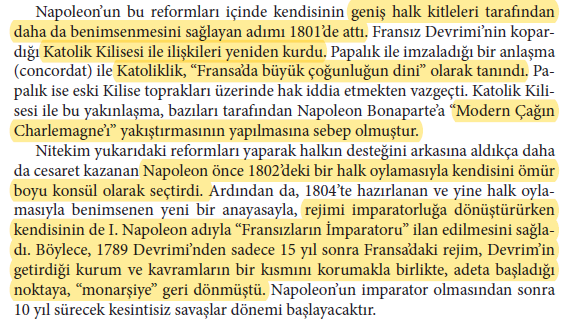 Napoleon’un bu reformları içinde kendisinin geniş halk kitleleri tarafından
daha da benimsenmesini sağlayan adımı 1801’de attı. Fransız Devrimi’nin kopar-
dığı Katolik Kilisesi ile ilişkileri yeniden kurdu. Papalık ile imzaladığı bir anlaşma
(concordat) ile Katoliklik, “Fransa’da büyük çoğunluğun dini” olarak tanındı. Pa-
palık ise eski Kilise toprakları üzerinde hak iddia etmekten vazgeçti. Katolik Kili-
sesi ile bu yakınlaşma, bazıları tarafından Napoleon Bonaparte’a “Modern Çağın
Charlemagne’ı” yakıştırmasının yapılmasına sebep olmuştur.
Nitekim yukarıdaki reformları yaparak halkın desteğini arkasına aldıkça daha
da cesaret kazanan Napoleon önce 1802’deki bir halk oylamasıyla kendisini ömür
boyu konsül olarak seçtirdi. Ardından da, 1804’te hazırlanan ve yine halk oyla-
masıyla benimsenen yeni bir anayasayla, rejimi imparatorluğa dönüştürürken
kendisinin de I. Napoleon adıyla “Fransızların İmparatoru” ilan edilmesini sağla-
dı. Böylece, 1789 Devrimi’nden sadece 15 yıl sonra Fransa’daki rejim, Devrim’in
getirdiği kurum ve kavramların bir kısmını korumakla birlikte, adeta başladığı
noktaya, “monarşiye” geri dönmüştü. Napoleon’un imparator olmasından sonra
10 yıl sürecek kesintisiz savaşlar dönemi başlayacaktır.